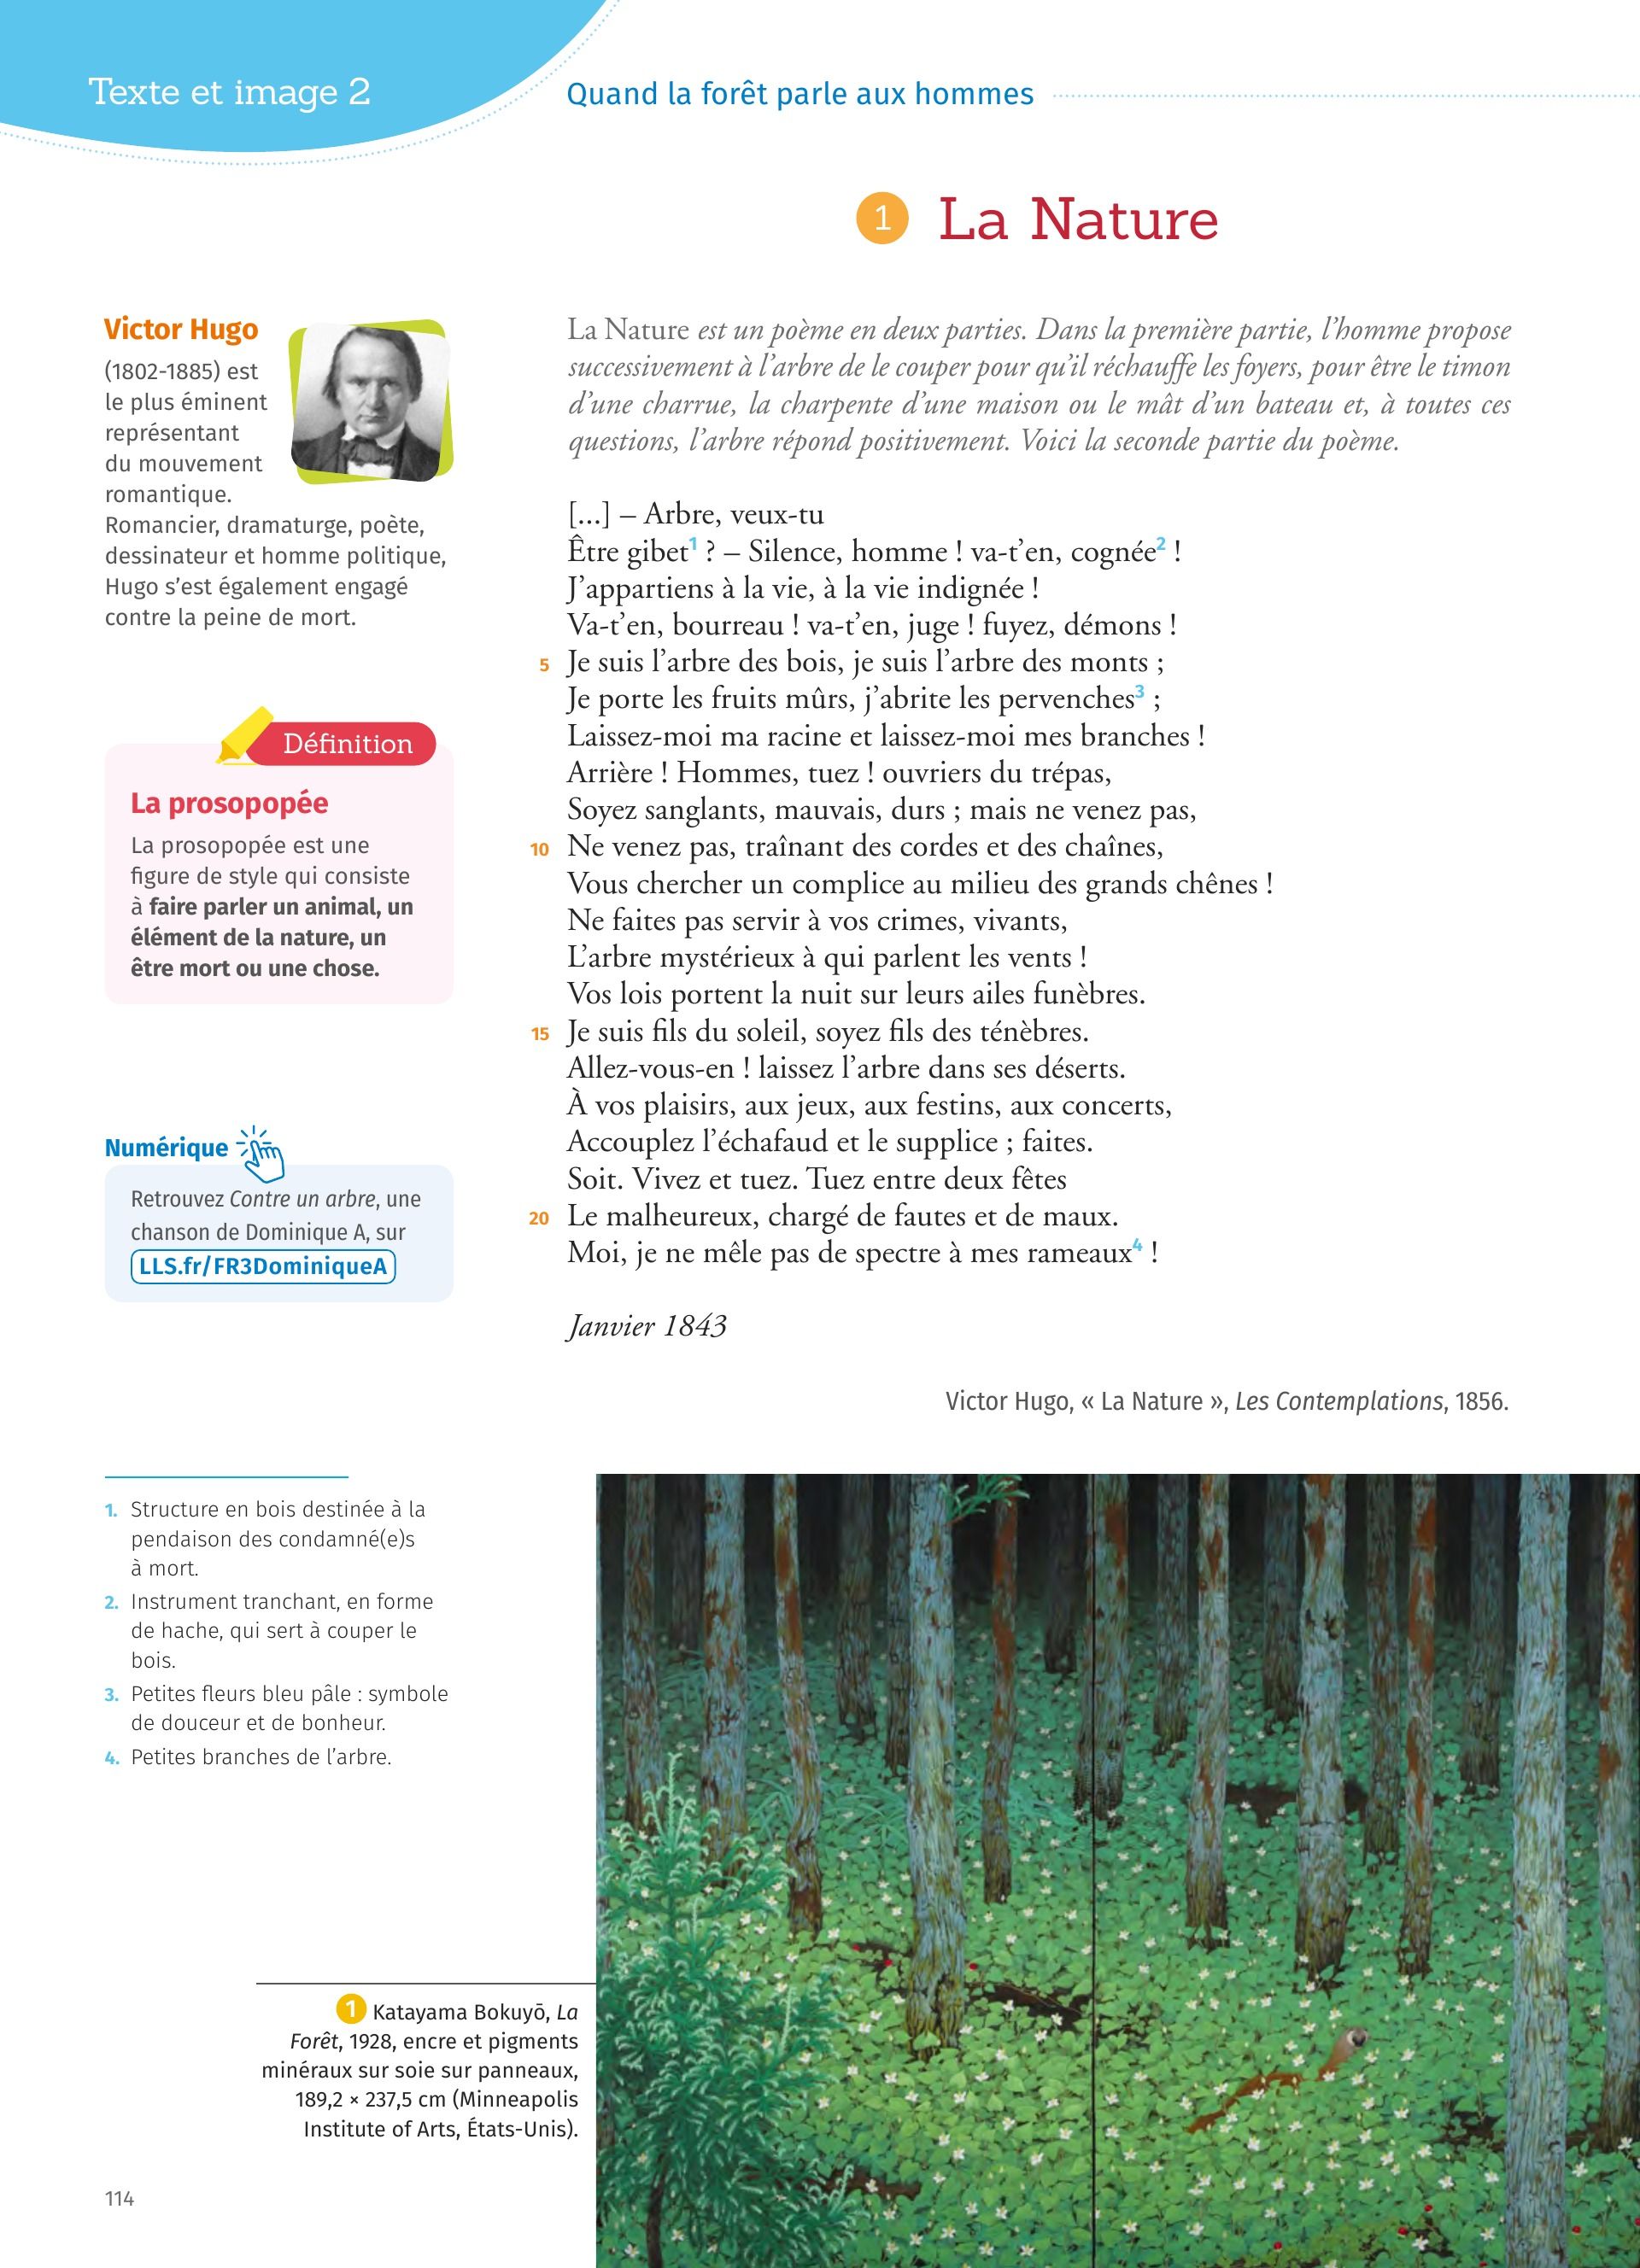 Texte et image 2
Quand la forêt parle aux hommes
1 La Nature
Victor Hugo
(1802-1885) est
le plus éminent
représentant
du mouvement
romantique.
Romancier, dramaturge, poète,
dessinateur et homme politique,
Hugo s’est également engagé
contre la peine de mort.
Définition
La prosopopée
La prosopopée est une
figure de style qui consiste
à faire parler un animal, un
élément de la nature, un
être mort ou une chose.
Numérique
Retrouvez Contre un arbre, une
chanson de Dominique A, sur
LLS.fr/FR3DominiqueA
La Nature est un poème en deux parties. Dans la première partie, l’homme propose
successivement à l’arbre de le couper pour qu’il réchauffe les foyers, pour être le timon
d’une charrue, la charpente d’une maison ou le mât d’un bateau et, à toutes ces
questions, l’arbre répond positivement. Voici la seconde partie du poème.
[...] – Arbre, veux-tu
Être gibet1 ? – Silence, homme ! va-t’en, cognée2 !
J’appartiens à la vie, à la vie indignée !
Va-t’en, bourreau ! va-t’en, juge ! fuyez, démons !
5 Je suis l’arbre des bois, je suis l’arbre des monts ;
Je porte les fruits mûrs, j’abrite les pervenches3 ;
Laissez-moi ma racine et laissez-moi mes branches !
Arrière ! Hommes, tuez ! ouvriers du trépas,
Soyez sanglants, mauvais, durs ; mais ne venez pas,
10 Ne venez pas, traînant des cordes et des chaînes,
Vous chercher un complice au milieu des grands chênes !
Ne faites pas servir à vos crimes, vivants,
L’arbre mystérieux à qui parlent les vents !
Vos lois portent la nuit sur leurs ailes funèbres.
15 Je suis fils du soleil, soyez fils des ténèbres.
Allez-vous-en ! laissez l’arbre dans ses déserts.
À vos plaisirs, aux jeux, aux festins, aux concerts,
Accouplez l’échafaud et le supplice ; faites.
Soit. Vivez et tuez. Tuez entre deux fêtes
20 Le malheureux, chargé de fautes et de maux.
Moi, je ne mêle pas de spectre à mes rameaux4 !
Janvier 1843
Victor Hugo, « La Nature », Les Contemplations, 1856.
1. Structure en bois destinée à la
pendaison des condamné(e)s
à mort.
2. Instrument tranchant, en forme
de hache, qui sert à couper le
bois.
3. Petites fleurs bleu pâle : symbole
de douceur et de bonheur.
4. Petites branches de l’arbre.
1 Katayama Bokuyō, La
Forêt, 1928, encre et pigments
minéraux sur soie sur panneaux,
189,2 × 237,5 cm (Minneapolis
Institute of Arts, États-Unis).
114